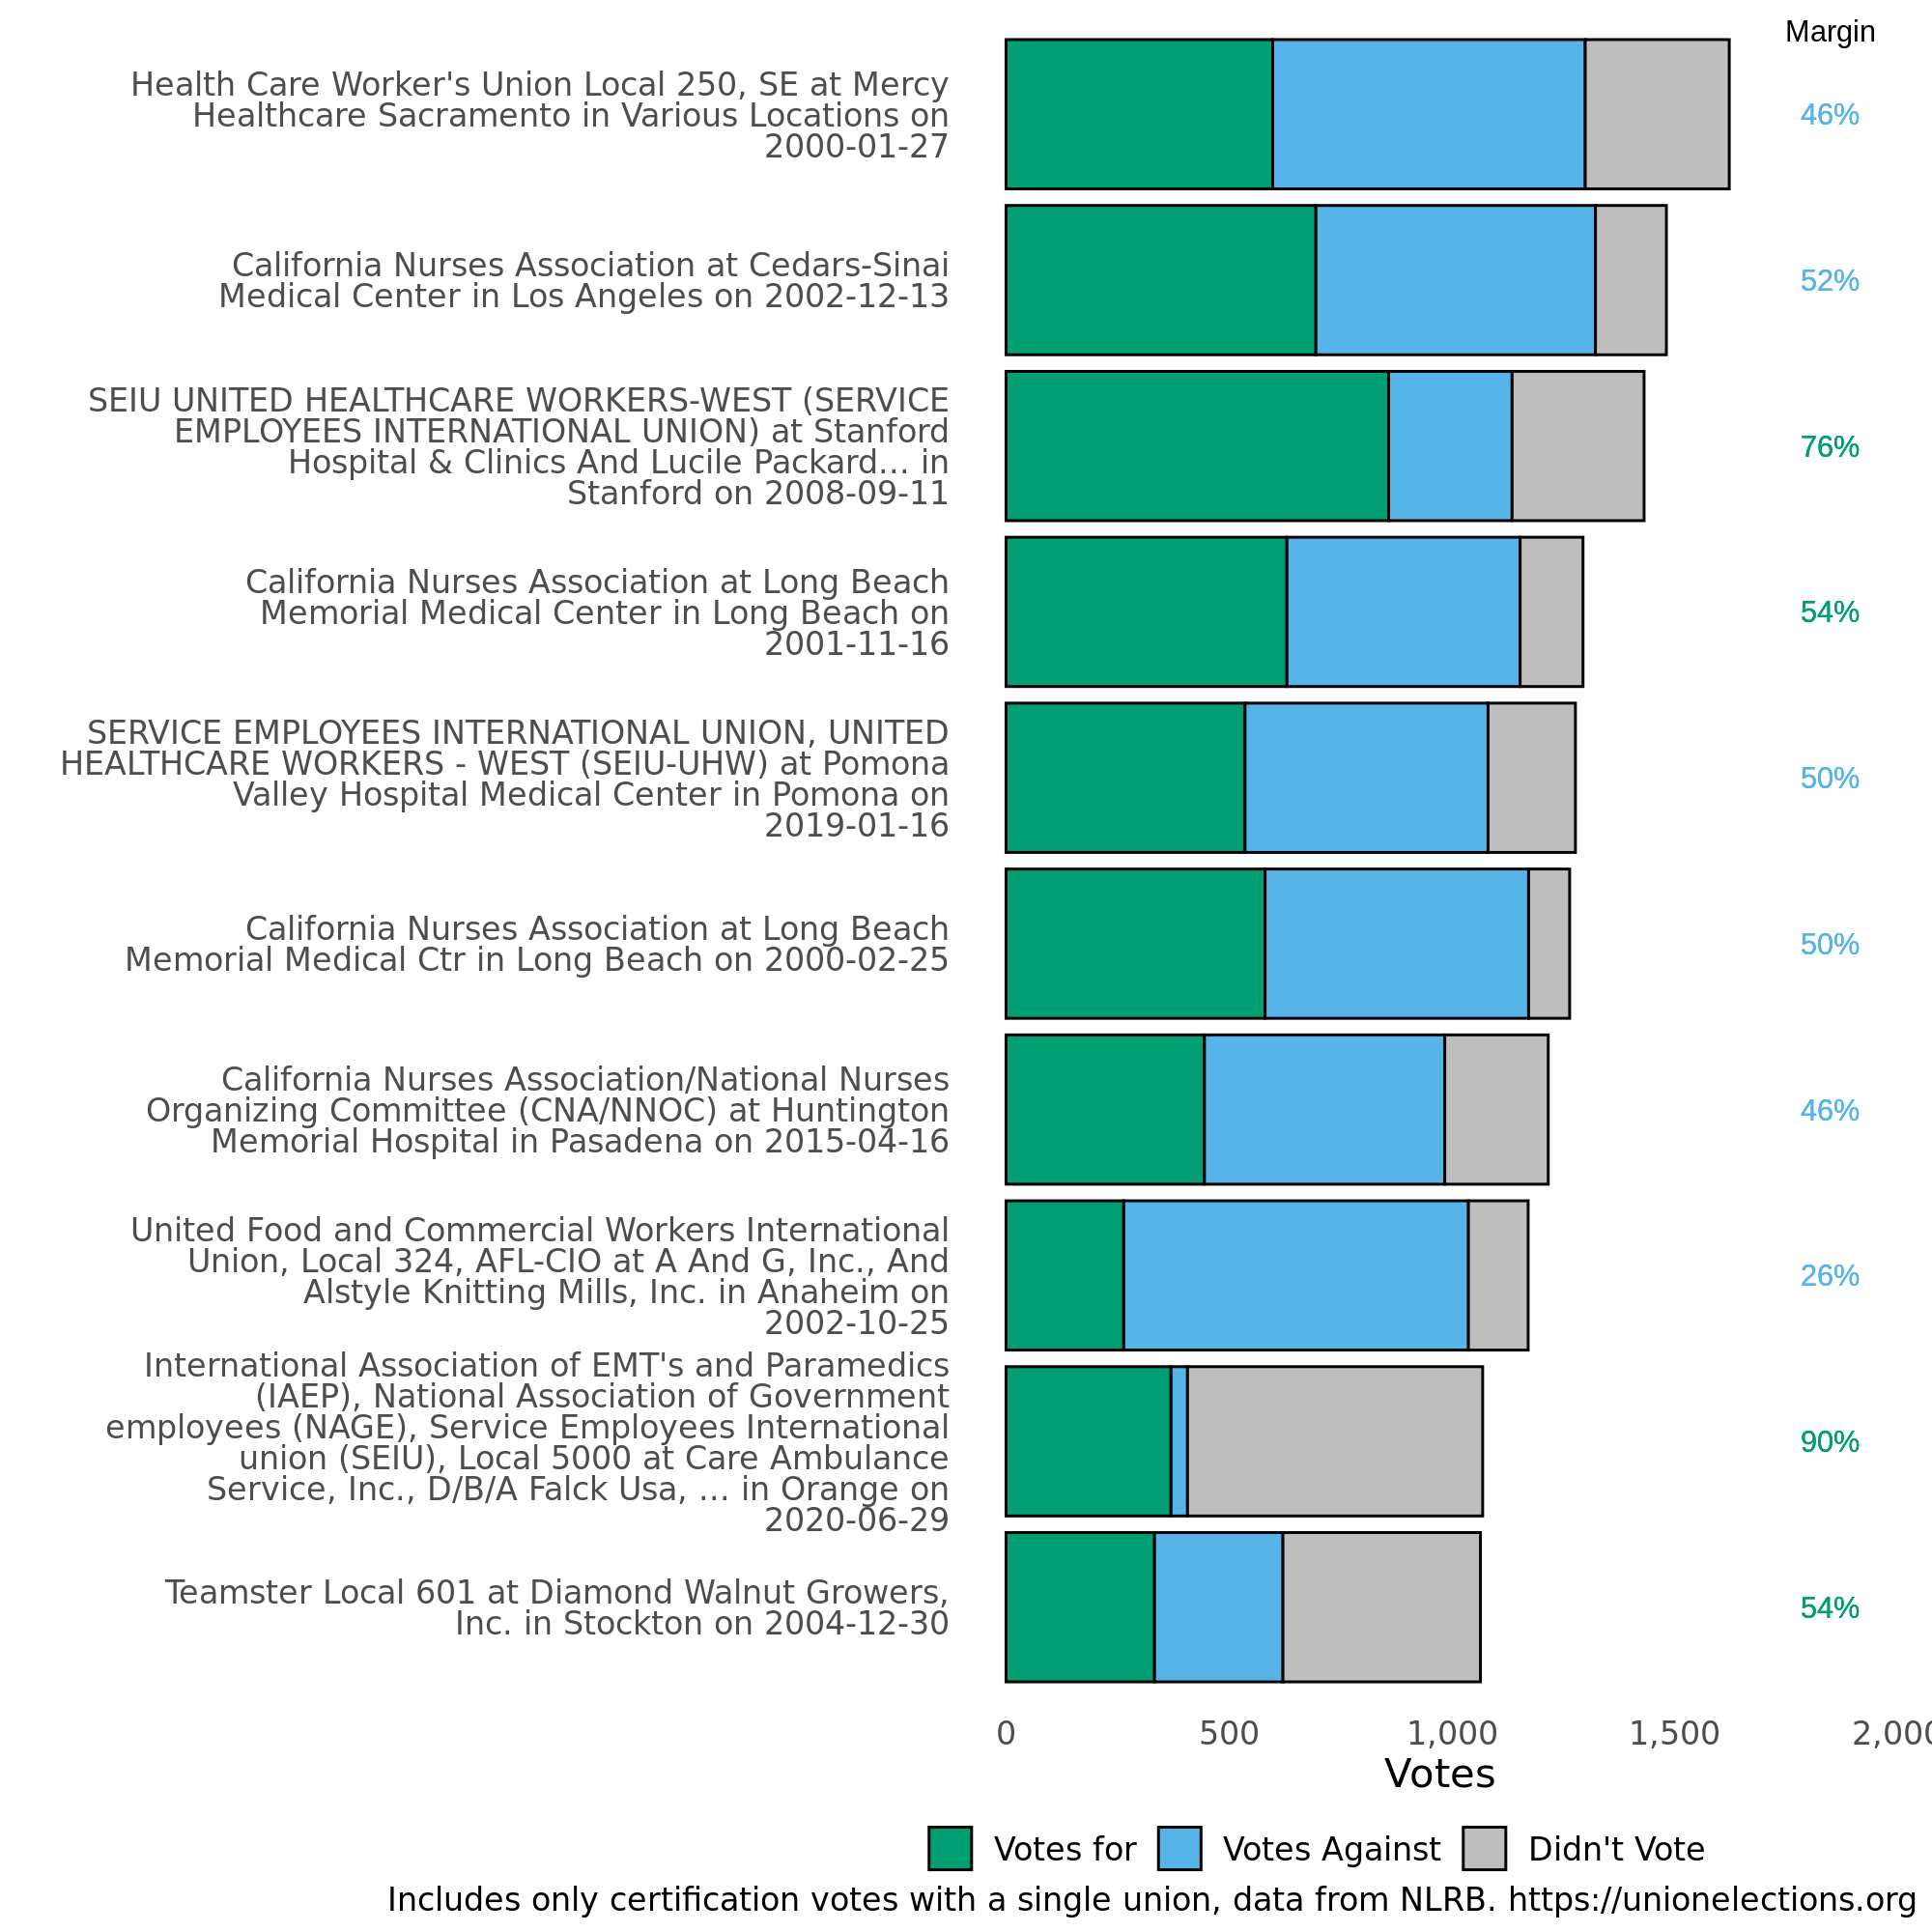 Margin
Health Care Worker's Union Local 250, SE at Mercy
Healthcare Sacramento in Various Locations on
2000-01-27
46%
California Nurses Association at Cedars-Sinai
Medical Center in Los Angeles on 2002-12-13
52%
SEIU UNITED HEALTHCARE WORKERS-WEST (SERVICE
EMPLOYEES INTERNATIONAL UNION) at Stanford
Hospital & Clinics And Lucile Packard... in
Stanford on 2008-09-11
76%
California Nurses Association at Long Beach
Memorial Medical Center in Long Beach on
2001-11-16
54%
SERVICE EMPLOYEES INTERNATIONAL UNION, UNITED
HEALTHCARE WORKERS - WEST (SEIU-UHW) at Pomona
Valley Hospital Medical Center in Pomona on
2019-01-16
50%
California Nurses Association at Long Beach
Memorial Medical Ctr in Long Beach on 2000-02-25
50%
California Nurses Association/National Nurses
Organizing Committee (CNA/NNOC) at Huntington
Memorial Hospital in Pasadena on 2015-04-16
46%
United Food and Commercial Workers International
Union, Local 324, AFL-CIO at A And G, Inc., And
Alstyle Knitting Mills, Inc. in Anaheim on
2002-10-25
26%
International Association of EMT's and Paramedics
(IAEP), National Association of Government
employees (NAGE), Service Employees International
union (SEIU), Local 5000 at Care Ambulance
Service, Inc., D/B/A Falck Usa, ... in Orange on
2020-06-29
90%
Teamster Local 601 at Diamond Walnut Growers,
Inc. in Stockton on 2004-12-30
54%
0 500 1,000 1,500 2,000
Votes
Votes for Votes Against Didn't Vote
Includes only certification votes with a single union, data from NLRB. https://unionelections.org